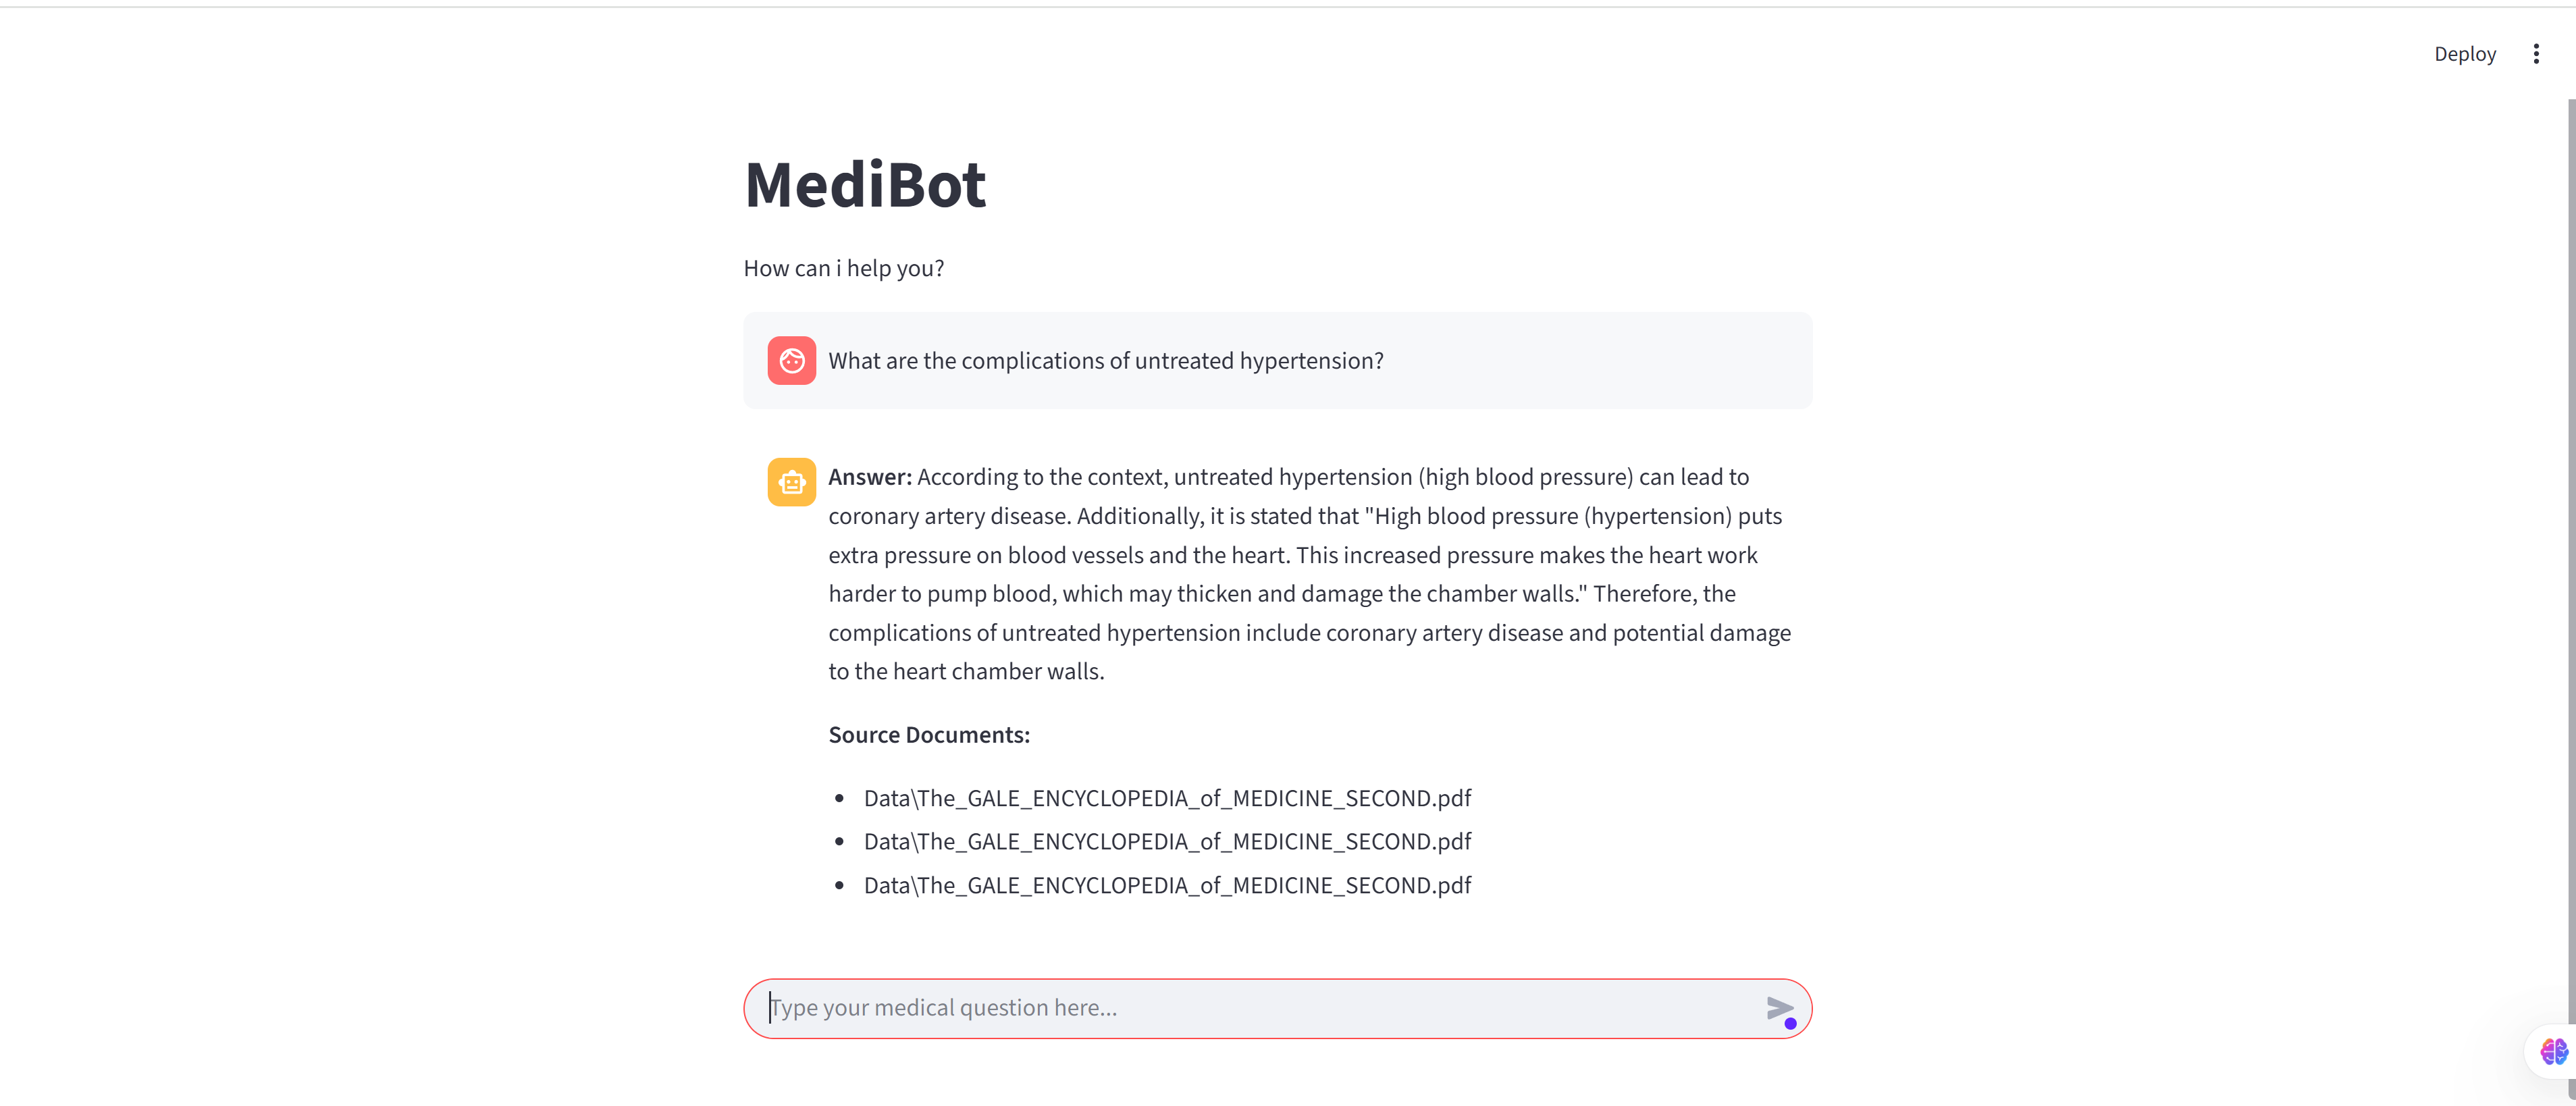 Deploy
MediBot
How can i help you?
What are the complications of untreated hypertension?
Answer: According to the context, untreated hypertension (high blood pressure) can lead to
coronary artery disease. Additionally, it is stated that "High blood pressure (hypertension) puts
extra pressure on blood vessels and the heart. This increased pressure makes the heart work
harder to pump blood, which may thicken and damage the chamber walls." Therefore, the
complications of untreated hypertension include coronary artery disease and potential damage
to the heart chamber walls.
Source Documents:
Data\The_GALE_ENCYCLOPEDIA_of_MEDICINE_SECOND.pdf
Data\The_GALE_ENCYCLOPEDIA_of_MEDICINE_SECOND.pdf
Data\The_GALE_ENCYCLOPEDIA_of_MEDICINE_SECOND.pdf
Type your medical question here...